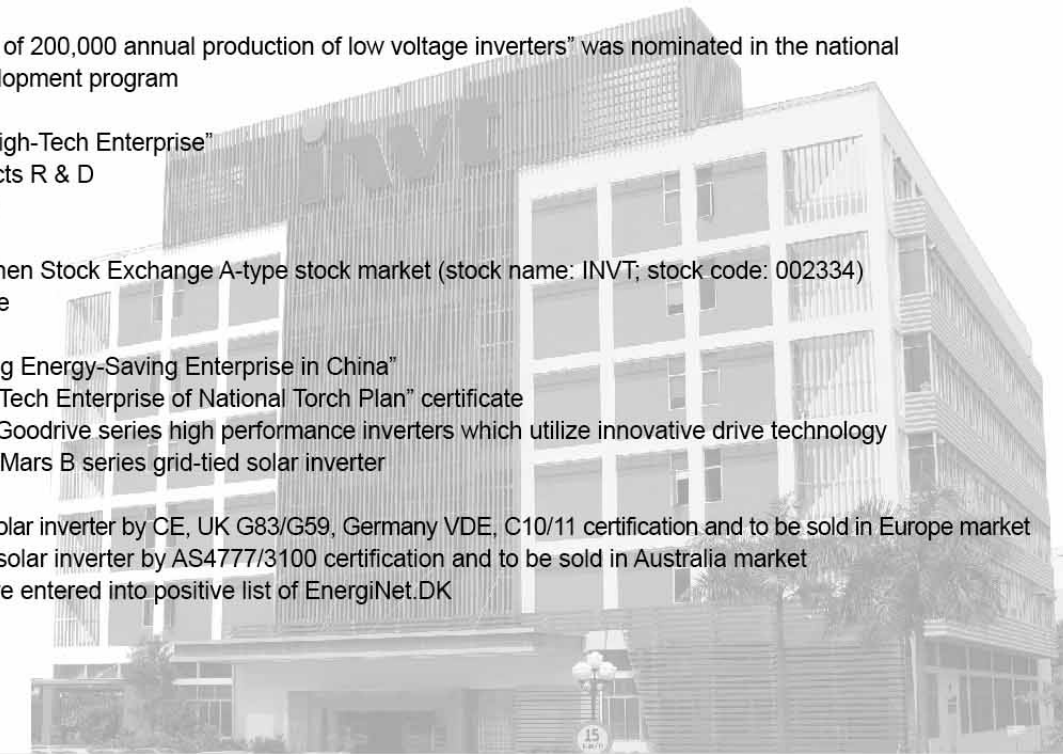 of 200,000 annual production of low voltage inverters” was nominated in the national
lopment program
igh-Tech Enterprise”
cts R & D
hen Stock Exchange A-type stock market (stock name: INVT; stock code: 002334)
e
g Energy-Saving Enterprise in China”
Tech Enterprise of National Torch Plan” certificate
Goodrive series high performance inverters which utilize innovative drive technology
Mars B series grid-tied solar inverter
olar inverter by CE, UK G83/G59, Germany VDE, C10/11 certification and to be sold in Europe market
solar inverter by AS4777/3100 certification and to be sold in Australia market
e entered into positive list of EnergiNet.DK
invt
15
km/h